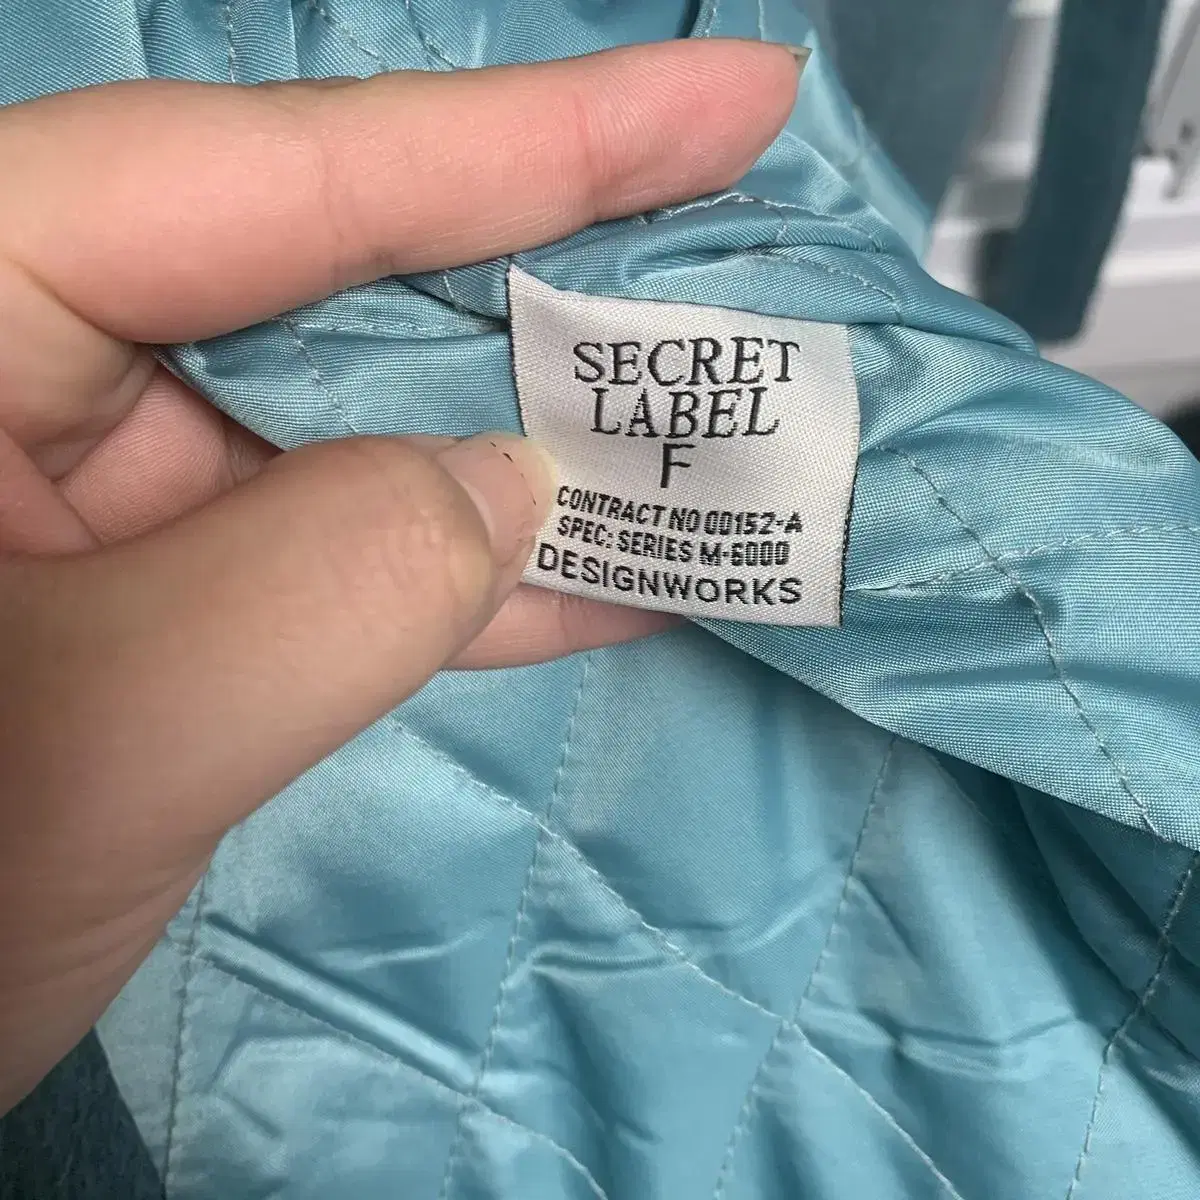 SECRET
LABEL
F
CONTRACT NO 00152-A
SPEC: SERIES M-6000
DESIGNWORKS